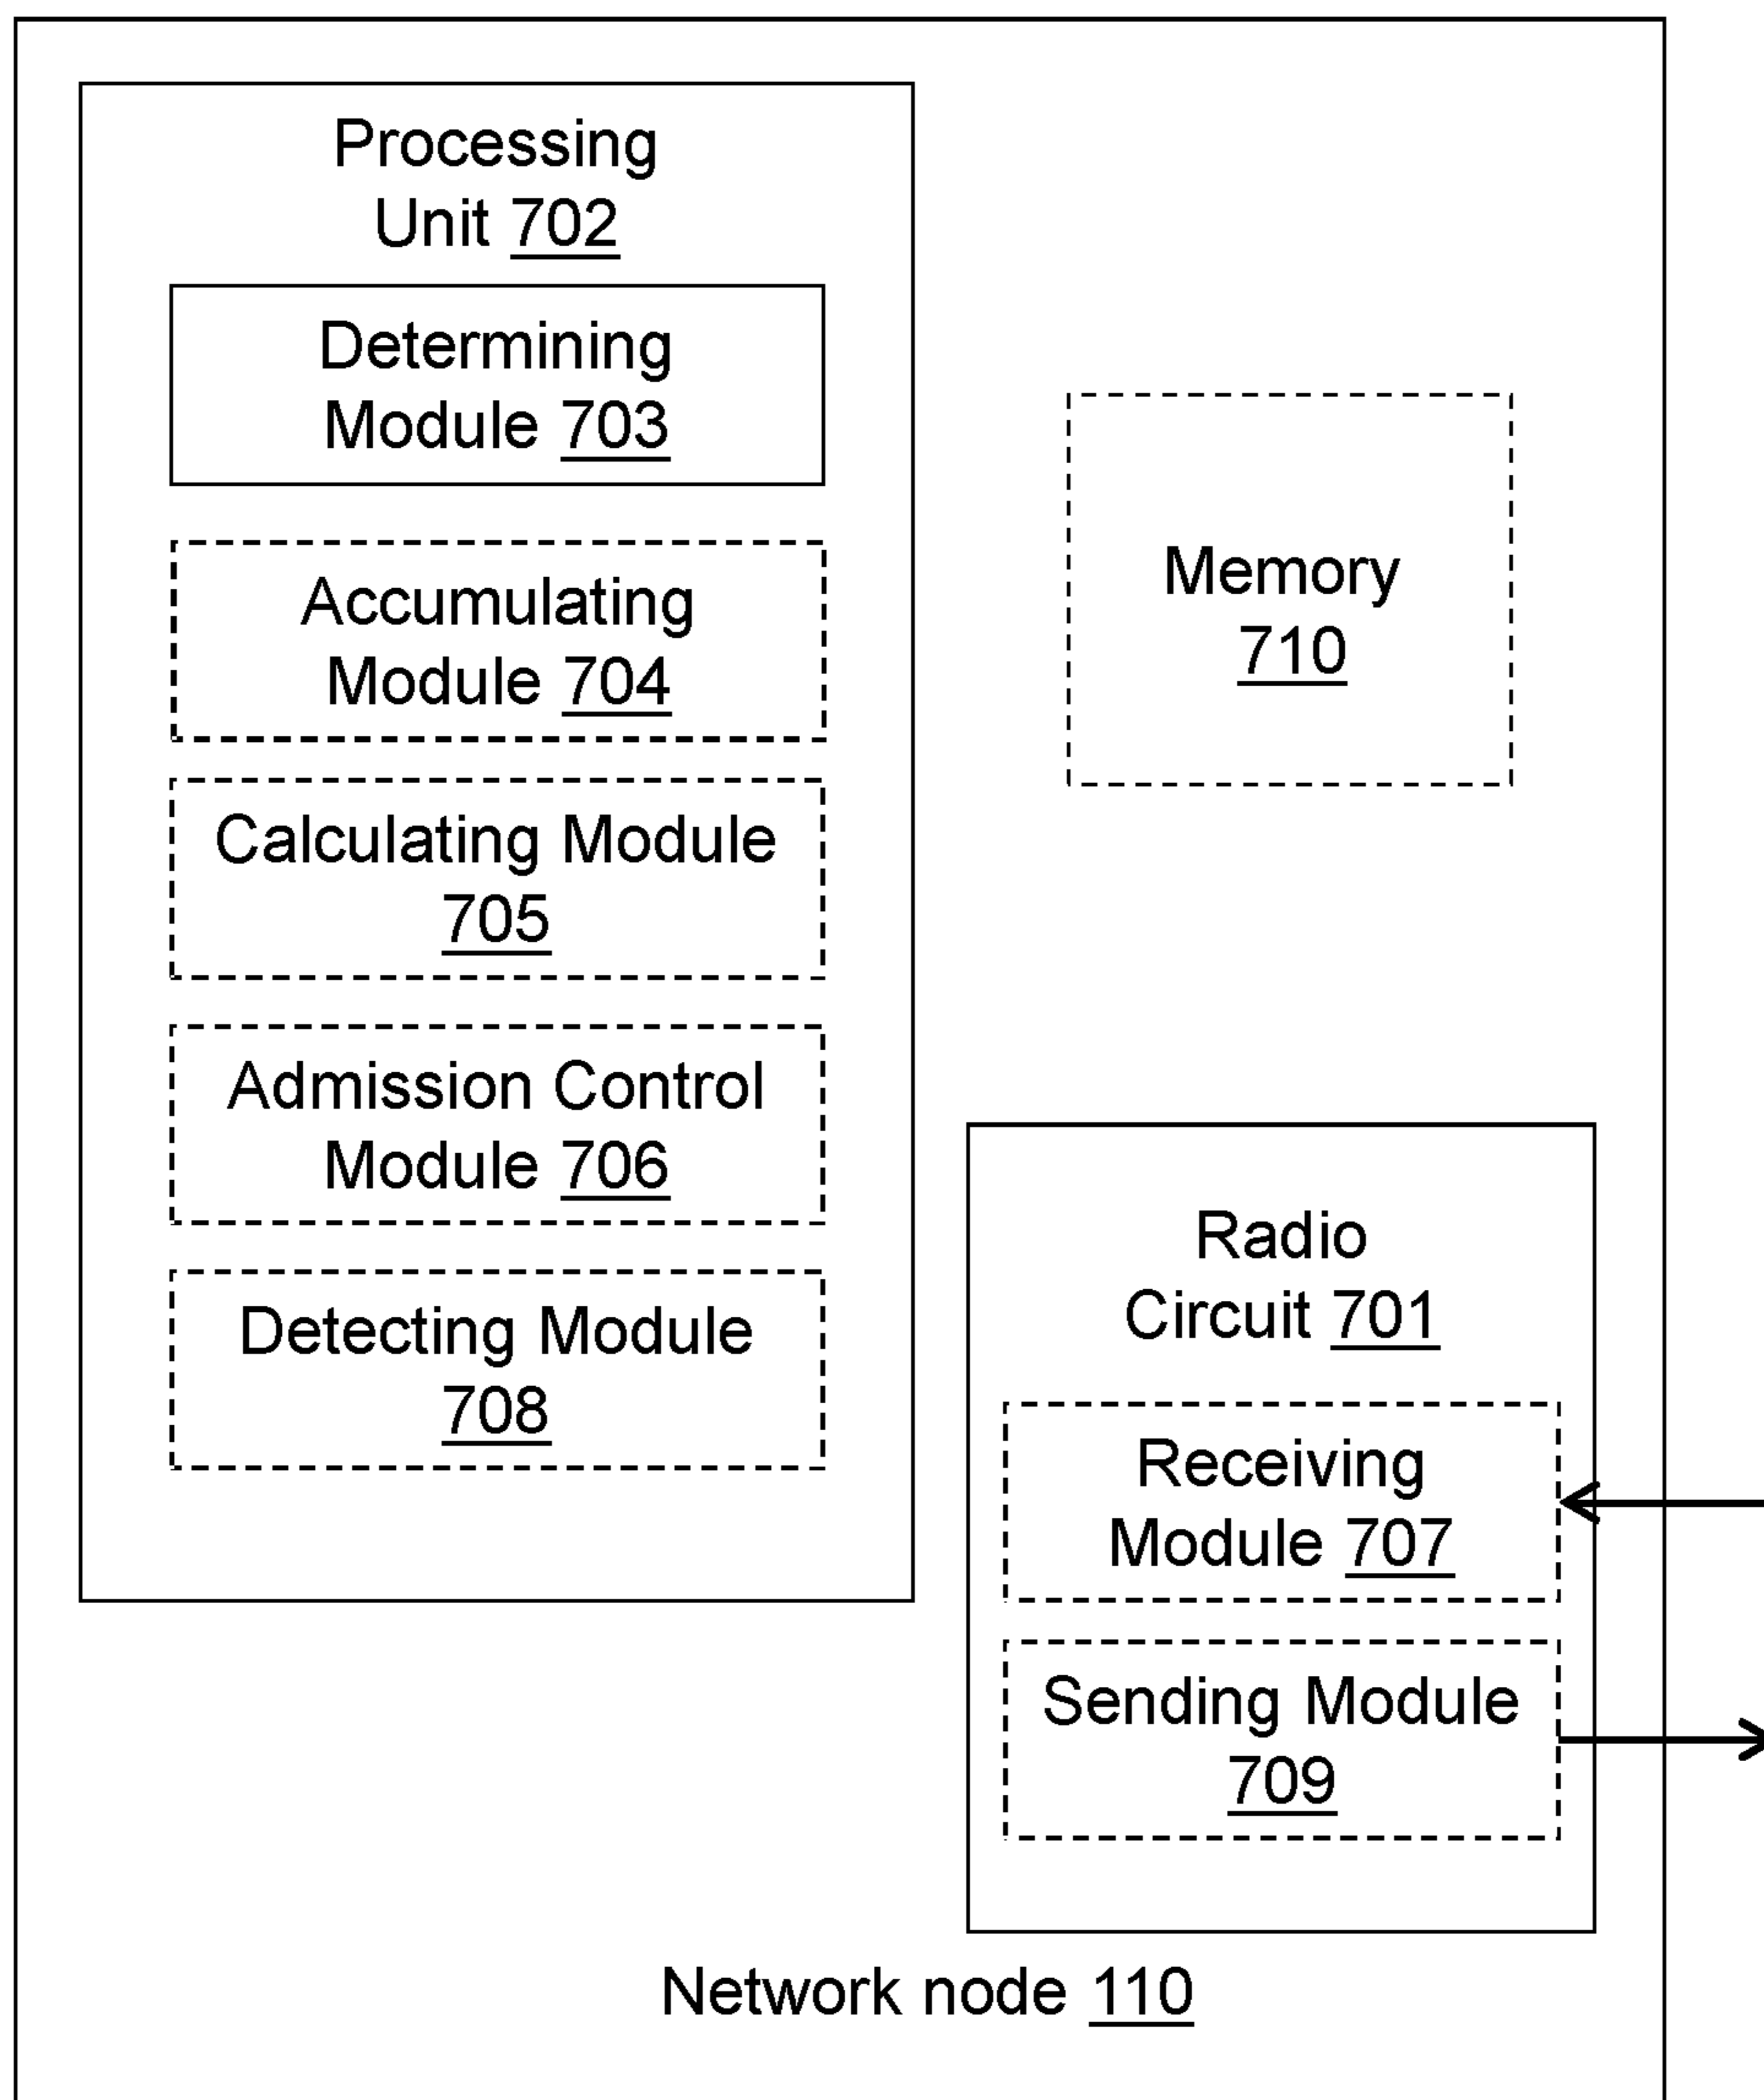 Processing
Unit 702
Determining
Module 703
Accumulating
Module 704
Calculating Module
705
Admission Control
Module 706
Detecting Module
708
Memory
710
Radio
Circuit 701
Receiving
Module 707
Sending Module
709
Network node 110